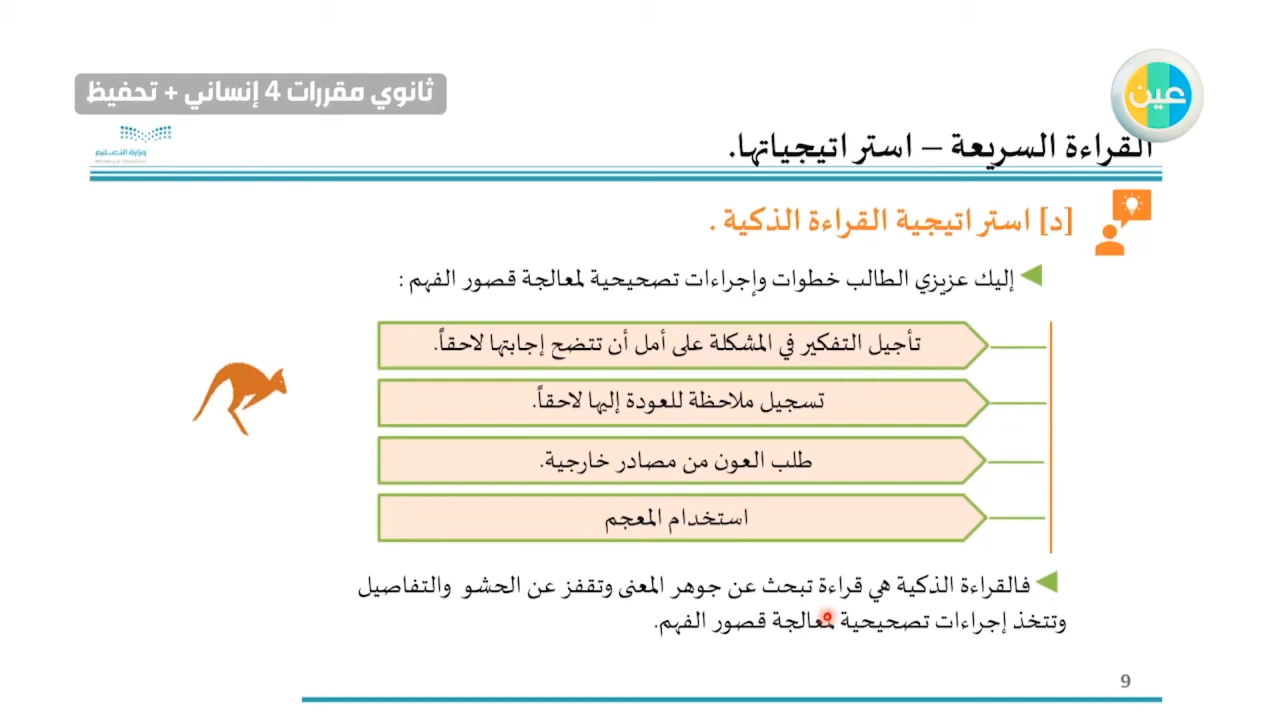 ثانوي مقررات 4 إنساني + تحفيظ
عين
وزارة التعليم
القراءة السريعة – استراتيجياتها.
[د] استراتيجية القراءة الذكية .
إليك عزيزي الطالب خطوات وإجراءات تصحيحية لمعالجة قصور الفهم :
تأجيل التفكير في المشكلة على أمل أن تتضح إجابتها لاحقاً.
تسجيل ملاحظة للعودة إليها لاحقاً.
طلب العون من مصادر خارجية.
استخدام المعجم
فالقراءة الذكية هي قراءة تبحث عن جوهر المعنى وتقفز عن الحشو والتفاصيل
وتتخذ إجراءات تصحيحية لمعالجة قصور الفهم.
9